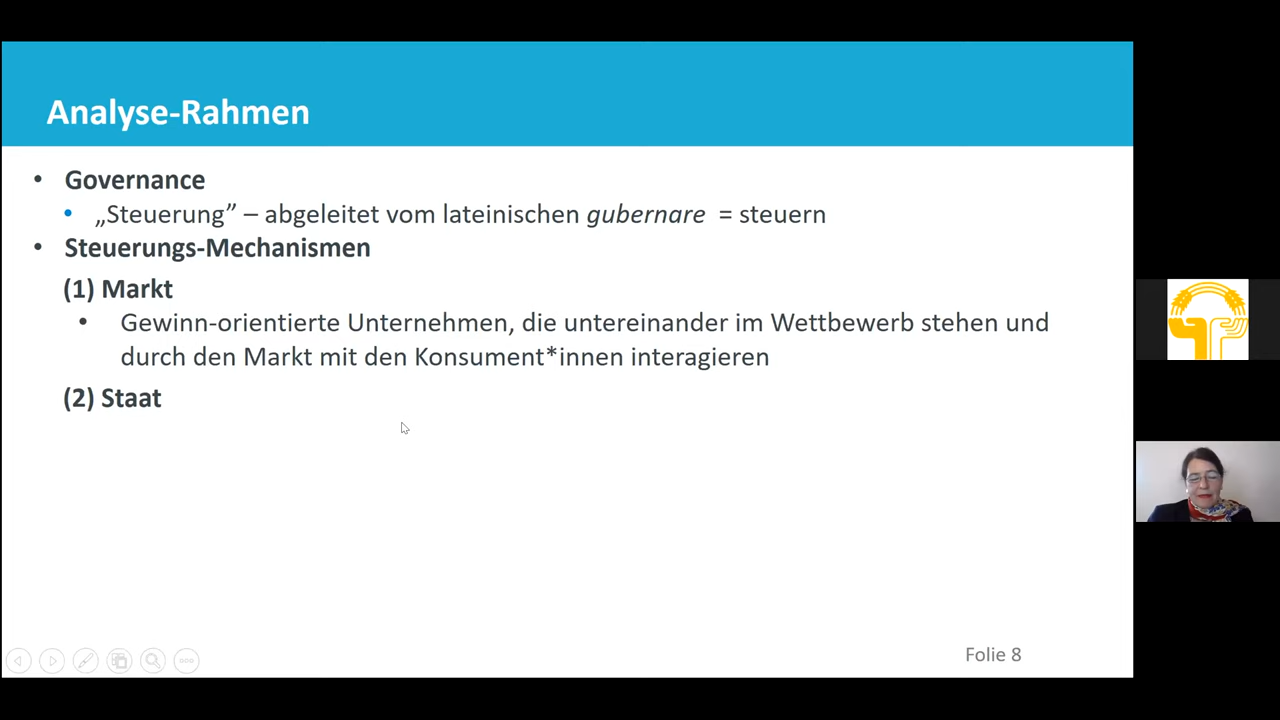 Analyse-Rahmen
• Governance
• „Steuerung” – abgeleitet vom lateinischen gubernare = steuern
• Steuerungs-Mechanismen
(1) Markt
• Gewinn-orientierte Unternehmen, die untereinander im Wettbewerb stehen und
durch den Markt mit den Konsument*innen interagieren
(2) Staat
Folie 8